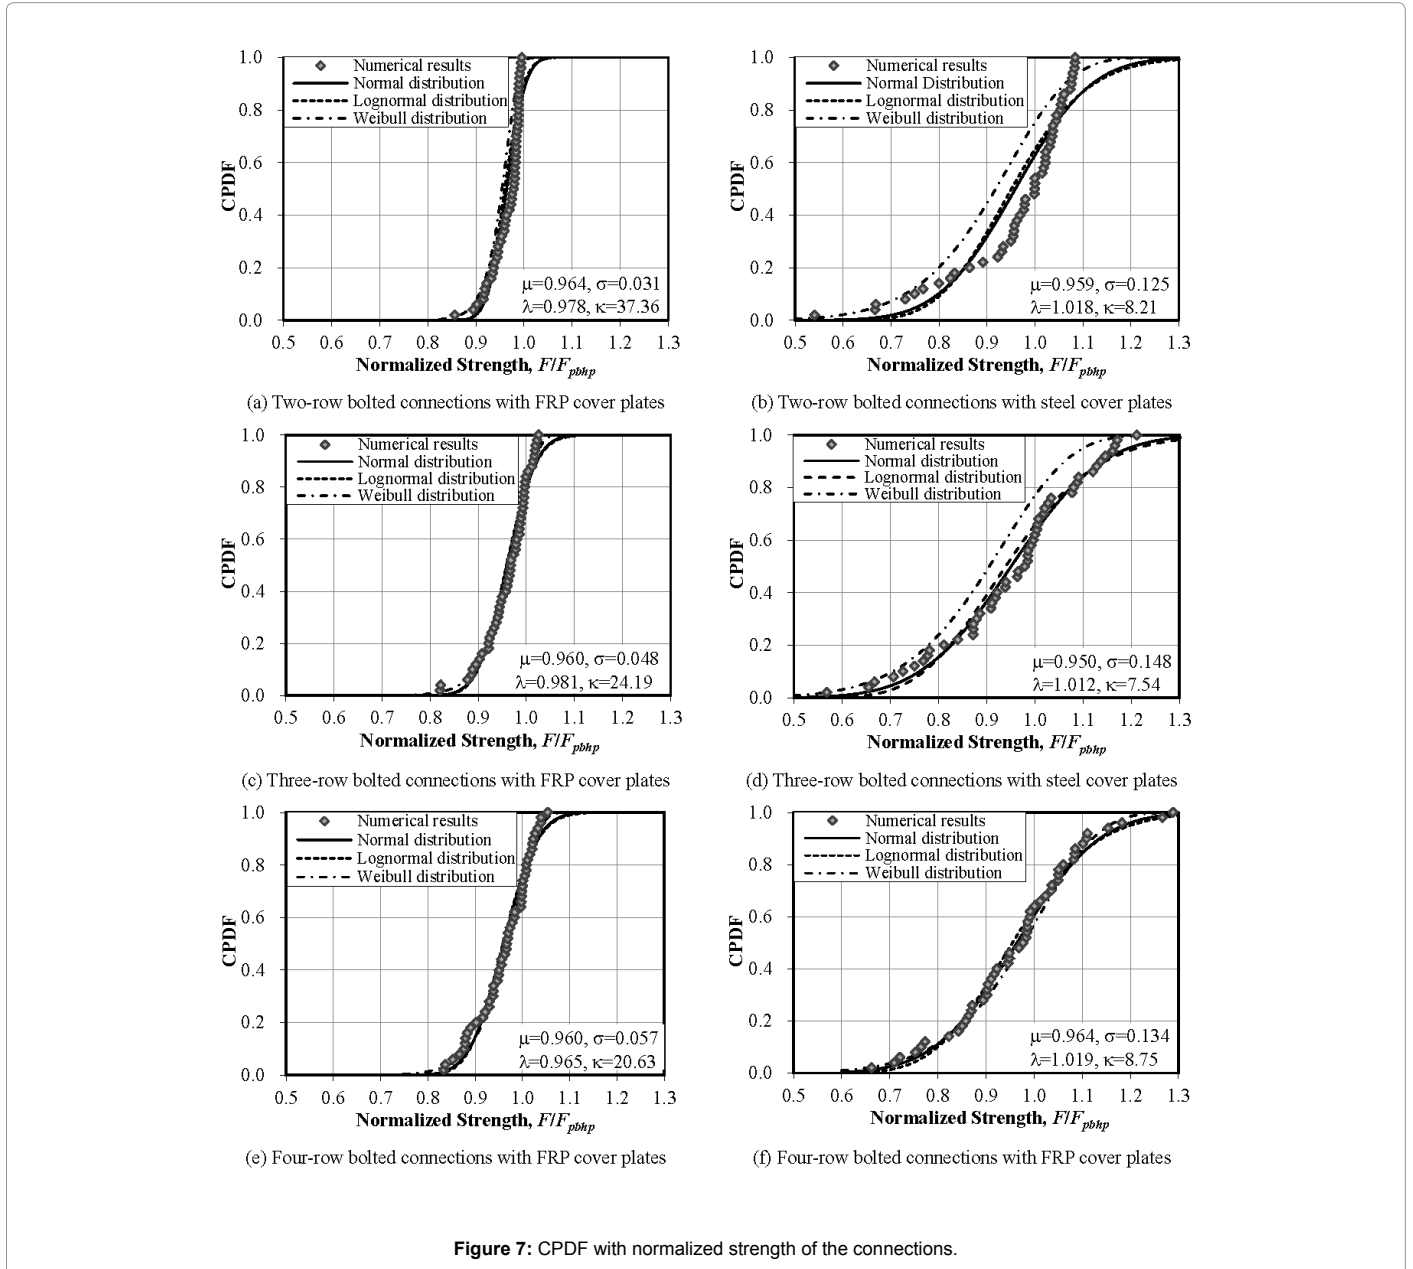 1.0
0.8
0.6
0.4
0.2
0.0
CPDF
Numerical results
Normal distribution
Lognormal distribution
Weibull distribution
μ=0.964, σ=0.031
λ=0.978, κ=37.36
0.5 0.6 0.7 0.8 0.9 1.0 1.1 1.2 1.3
Normalized Strength, F/Fpbhp
(a) Two-row bolted connections with FRP cover plates
1.0
0.8
0.6
0.4
0.2
0.0
CPDF
Numerical results
Normal Distribution
Lognormal distribution
Weibull distribution
μ=0.959, σ=0.125
λ=1.018, κ=8.21
0.5 0.6 0.7 0.8 0.9 1.0 1.1 1.2 1.3
Normalized Strength, F/Fpbhp
(b) Two-row bolted connections with steel cover plates
1.0
0.8
0.6
0.4
0.2
0.0
CPDF
Numerical results
Normal distribution
Lognormal distribution
Weibull distribution
μ=0.960, σ=0.048
λ=0.981, κ=24.19
0.5 0.6 0.7 0.8 0.9 1.0 1.1 1.2 1.3
Normalized Strength, F/Fpbhp
(c) Three-row bolted connections with FRP cover plates
1.0
0.8
0.6
0.4
0.2
0.0
CPDF
Numerical results
Normal distribution
Lognormal distribution
Weibull distribution
μ=0.950, σ=0.148
λ=1.012, κ=7.54
0.5 0.6 0.7 0.8 0.9 1.0 1.1 1.2 1.3
Normalized Strength, F/Fpbhp
(d) Three-row bolted connections with steel cover plates
1.0
0.8
0.6
0.4
0.2
0.0
CPDF
Numerical results
Normal distribution
Lognormal distribution
Weibull distribution
μ=0.960, σ=0.057
λ=0.965, κ=20.63
0.5 0.6 0.7 0.8 0.9 1.0 1.1 1.2 1.3
Normalized Strength, F/Fpbhp
(e) Four-row bolted connections with FRP cover plates
1.0
0.8
0.6
0.4
0.2
0.0
CPDF
Numerical results
Normal distribution
Lognormal distribution
Weibull distribution
μ=0.964, σ=0.134
λ=1.019, κ=8.75
0.5 0.6 0.7 0.8 0.9 1.0 1.1 1.2 1.3
Normalized Strength, F/Fpbhp
(f) Four-row bolted connections with FRP cover plates
Figure 7: CPDF with normalized strength of the connections.